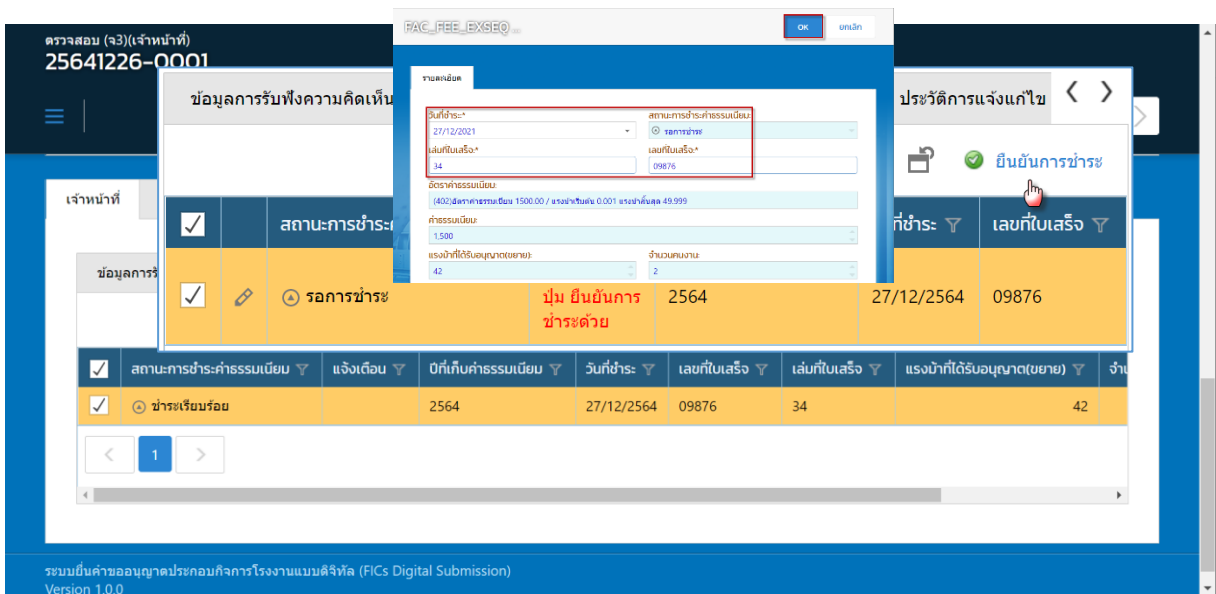 ตรวจสอบ (จ3)(เจ้าหน้าที่)
25641226-0001
FAC_FEE_EXSEQ ...
OK
ยกเลิก
รายละเอียด
วันที่ชำระ:*
สถานะการชำระค่าธรรมเนียม:
27/12/2021
รอการชำระ
เล่มที่ใบเสร็จ:*
เลขที่ใบเสร็จ:*
34
09876
อัตราค่าธรรมเนียม:
(402)อัตราค่าธรรมเนียม 1500.00 / แรงม้าเริ่มต้น 0.001 แรงม้าสิ้นสุด 49.999
ค่าธรรมเนียม:
1,500
แรงม้าที่ได้รับอนุญาต(ขยาย):
จำนวนคนงาน:
42
2
ข้อมูลการรับฟังความคิดเห็น
ประวัติการแจ้งแก้ไข
ยืนยันการชำระ
ที่ชำระ
เลขที่ใบเสร็จ
รอการชำระ
ปุ่ม ยืนยันการ
ชำระด้วย
2564
27/12/2564
09876
เจ้าหน้าที่
ข้อมูลการรั
สถานะการชำระค่าธรรมเนียม
แจ้งเตือน
ปีที่เก็บค่าธรรมเนียม
วันที่ชำระ
เลขที่ใบเสร็จ
เล่มที่ใบเสร็จ
แรงม้าที่ได้รับอนุญาต(ขยาย)
ชำระเรียบร้อย
2564
27/12/2564
09876
34
42
1
ระบบยื่นคำขออนุญาตประกอบกิจการโรงงานแบบดิจิทัล (FICs Digital Submission)
Version 1.0.0